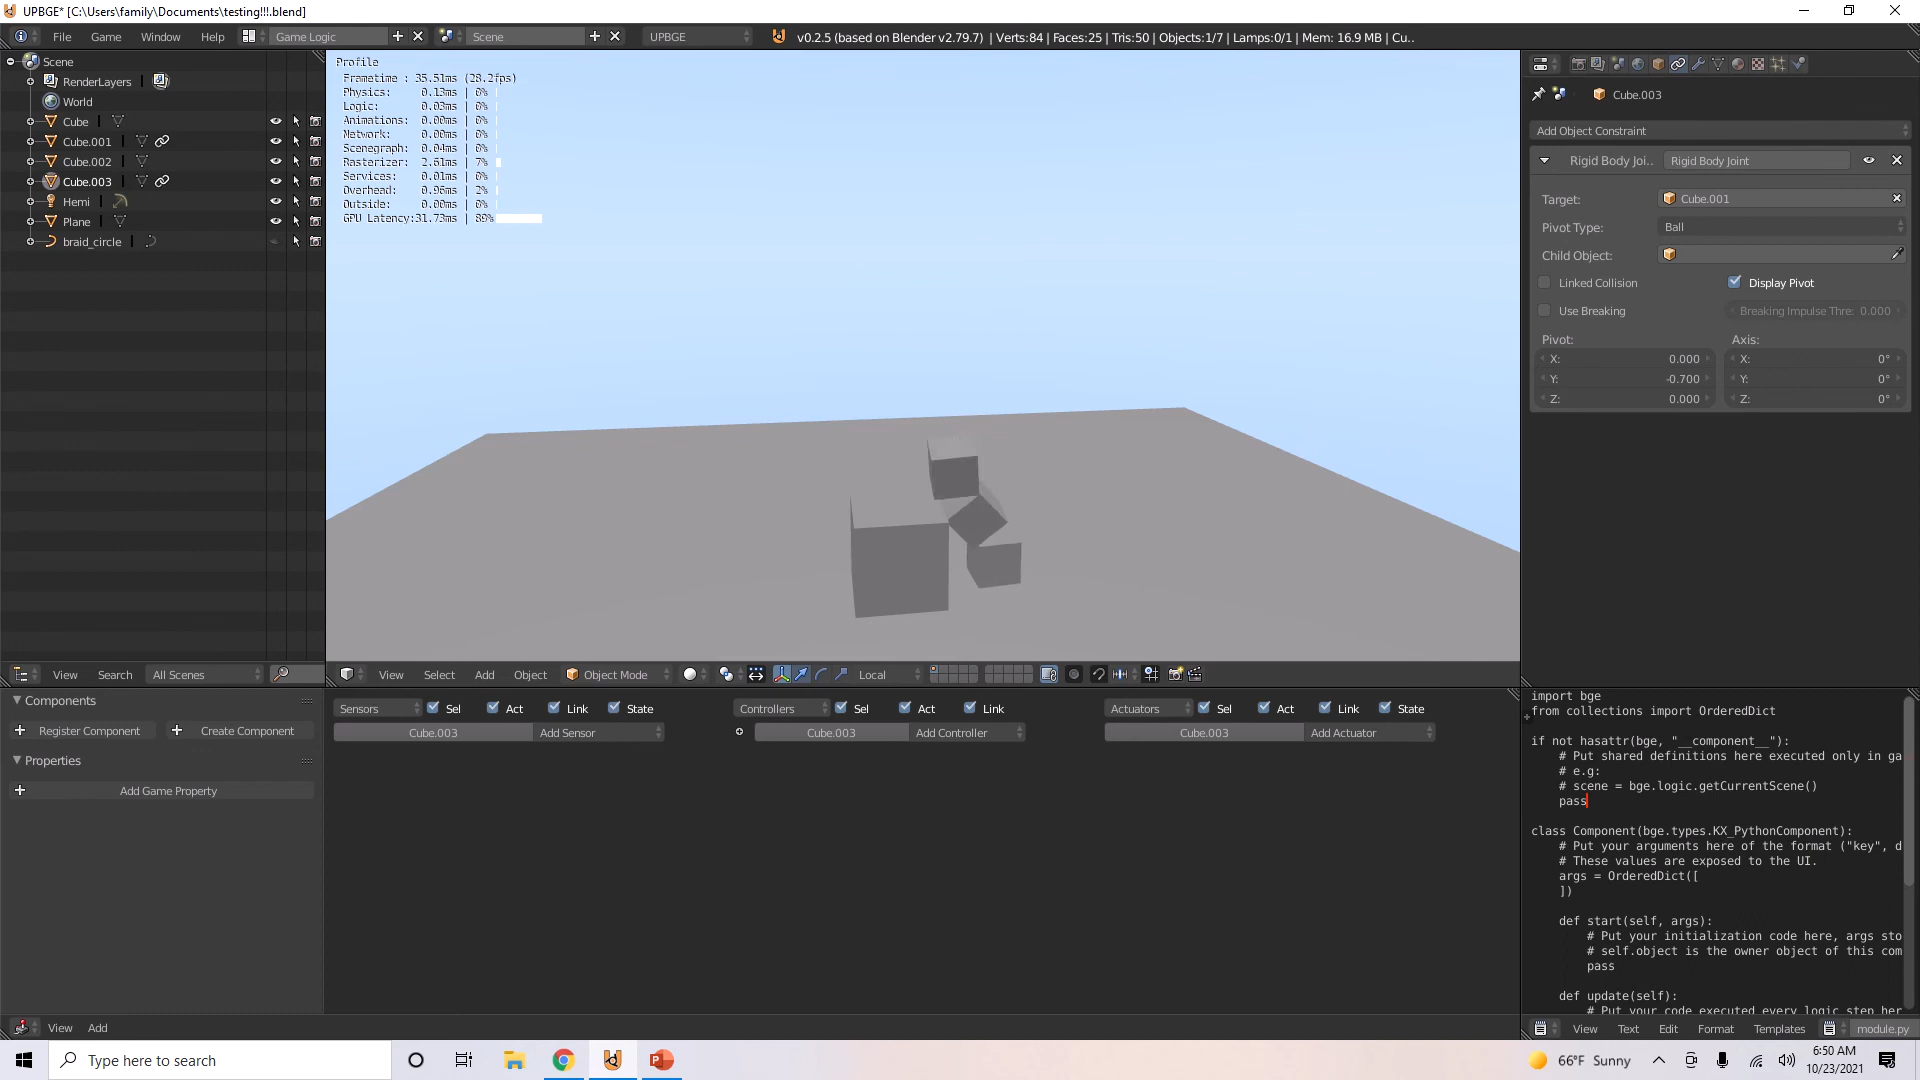 UPBGE* [C:\Users\family\Documents\testing!!!.blend]
File Game Window Help Game Logic Scene UPBGE v0.2.5 (based on Blender v2.79.7) | Verts:84 | Faces:25 | Tris:50 | Objects:1/7 | Lamps:0/1 | Mem: 16.9 MB | Cu..
Scene
RenderLayers
World
Cube
Cube.001
Cube.002
Cube.003
Hemi
Plane
braid_circle
View Search All Scenes
Profile
Frametime : 35.51ms (28.2fps)
Physics: 0.13ms | 0%
Logic: 0.03ms | 0%
Animations: 0.00ms | 0%
Network: 0.00ms | 0%
Scenegraph: 0.04ms | 0%
Rasterizer: 2.61ms | 7%
Services: 0.01ms | 0%
Overhead: 0.96ms | 2%
Outside: 0.00ms | 0%
GPU Latency:31.73ms | 89%
View Select Add Object Object Mode Local
Cube.003
Add Object Constraint
Rigid Body Joi.. Rigid Body Joint
Target: Cube.001
Pivot Type: Ball
Child Object:
Linked Collision Display Pivot
Use Breaking Breaking Impulse Thre: 0.000
Pivot: Axis:
X: 0.000 X: 0°
Y: -0.700 Y: 0°
Z: 0.000 Z: 0°
Components
Register Component Create Component
Properties
Add Game Property
View Add
Sensors Sel Act Link State
Cube.003 Add Sensor
Controllers Sel Act Link
Cube.003 Add Controller
Actuators Sel Act Link State
Cube.003 Add Actuator
import bge
from collections import OrderedDict
if not hasattr(bge, "__component__"):
# Put shared definitions here executed only in ga
# e.g:
# scene = bge.logic.getCurrentScene()
pass
class Component(bge.types.KX_PythonComponent):
# Put your arguments here of the format ("key", d
# These values are exposed to the UI.
args = OrderedDict([
])
def start(self, args):
# Put your initialization code here, args sto
# self.object is the owner object of this com
pass
def update(self):
# Put your code executed every logic step her
View Text Edit Format Templates module.py
Type here to search
66°F Sunny
6:50 AM
10/23/2021